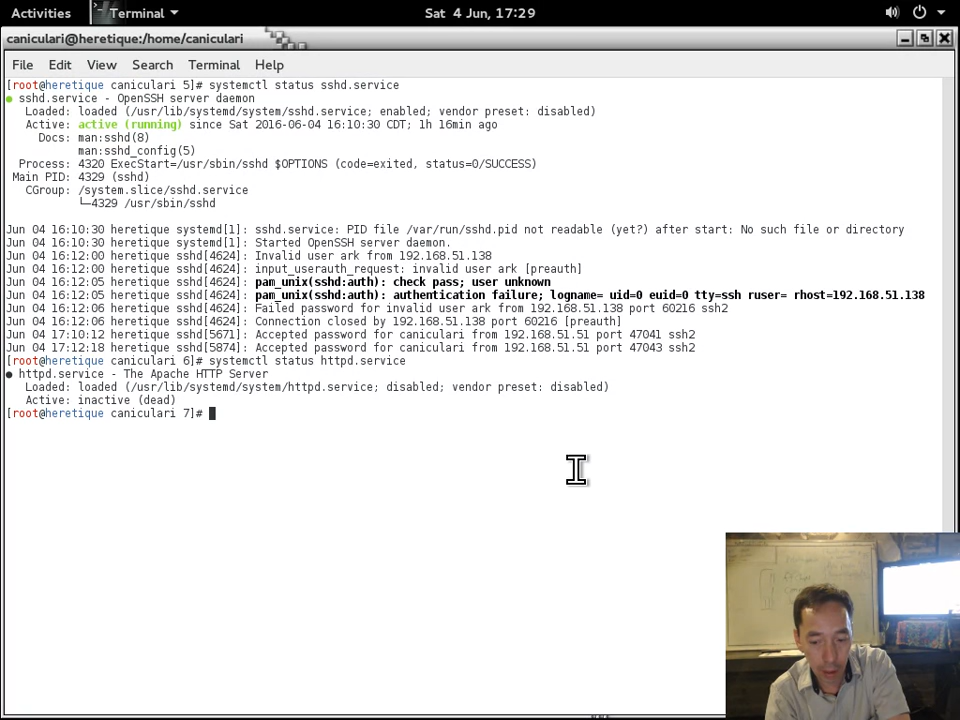 Activities Terminal Sat 4 Jun, 17:29
caniculari@heretique:/home/caniculari
File Edit View Search Terminal Help
[root@heretique caniculari 5]# systemctl status sshd.service
● sshd.service - OpenSSH server daemon
Loaded: loaded (/usr/lib/systemd/system/sshd.service; enabled; vendor preset: disabled)
Active: active (running) since Sat 2016-06-04 16:10:30 CDT; 1h 16min ago
Docs: man:sshd(8)
man:sshd_config(5)
Process: 4320 ExecStart=/usr/sbin/sshd $OPTIONS (code=exited, status=0/SUCCESS)
Main PID: 4329 (sshd)
CGroup: /system.slice/sshd.service
└─4329 /usr/sbin/sshd
Jun 04 16:10:30 heretique systemd[1]: sshd.service: PID file /var/run/sshd.pid not readable (yet?) after start: No such file or directory
Jun 04 16:10:30 heretique systemd[1]: Started OpenSSH server daemon.
Jun 04 16:12:00 heretique sshd[4624]: Invalid user ark from 192.168.51.138
Jun 04 16:12:00 heretique sshd[4624]: input_userauth_request: invalid user ark [preauth]
Jun 04 16:12:05 heretique sshd[4624]: pam_unix(sshd:auth): check pass; user unknown
Jun 04 16:12:05 heretique sshd[4624]: pam_unix(sshd:auth): authentication failure; logname= uid=0 euid=0 tty=ssh ruser= rhost=192.168.51.138
Jun 04 16:12:06 heretique sshd[4624]: Failed password for invalid user ark from 192.168.51.138 port 60216 ssh2
Jun 04 16:12:06 heretique sshd[4624]: Connection closed by 192.168.51.138 port 60216 [preauth]
Jun 04 17:10:12 heretique sshd[5671]: Accepted password for caniculari from 192.168.51.51 port 47041 ssh2
Jun 04 17:12:18 heretique sshd[5874]: Accepted password for caniculari from 192.168.51.51 port 47043 ssh2
[root@heretique caniculari 6]# systemctl status httpd.service
● httpd.service - The Apache HTTP Server
Loaded: loaded (/usr/lib/systemd/system/httpd.service; disabled; vendor preset: disabled)
Active: inactive (dead)
[root@heretique caniculari 7]#